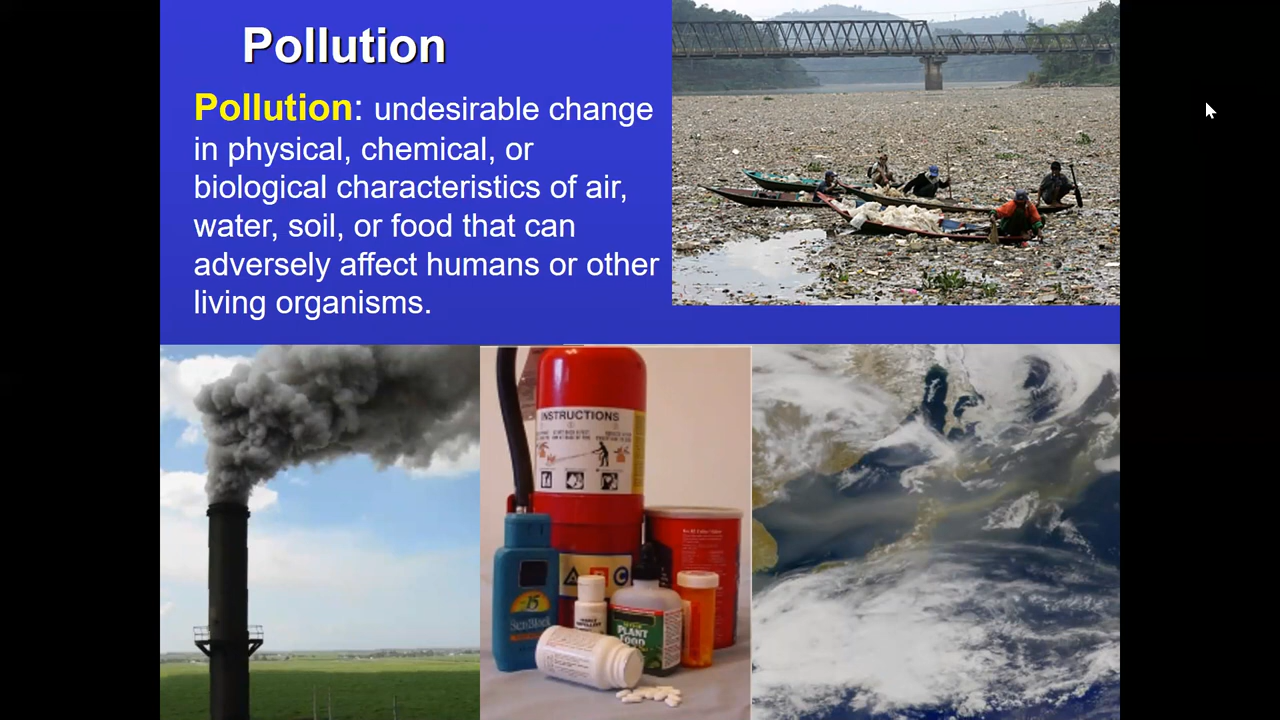 Pollution
Pollution: undesirable change
in physical, chemical, or
biological characteristics of air,
water, soil, or food that can
adversely affect humans or other
living organisms.
INSTRUCTIONS
A
C
15
PLANT
FOOD